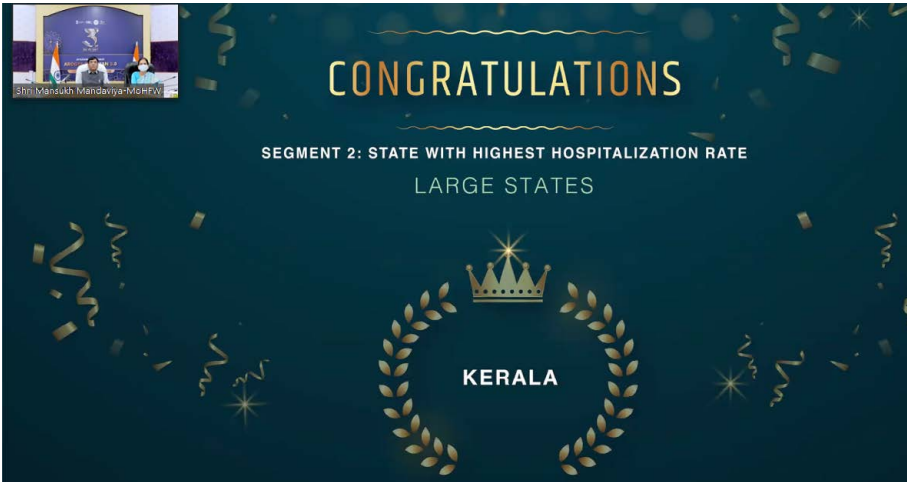 Shri Mansukh Mandaviya-MoHFW
CONGRATULATIONS
SEGMENT 2: STATE WITH HIGHEST HOSPITALIZATION RATE
LARGE STATES
KERALA